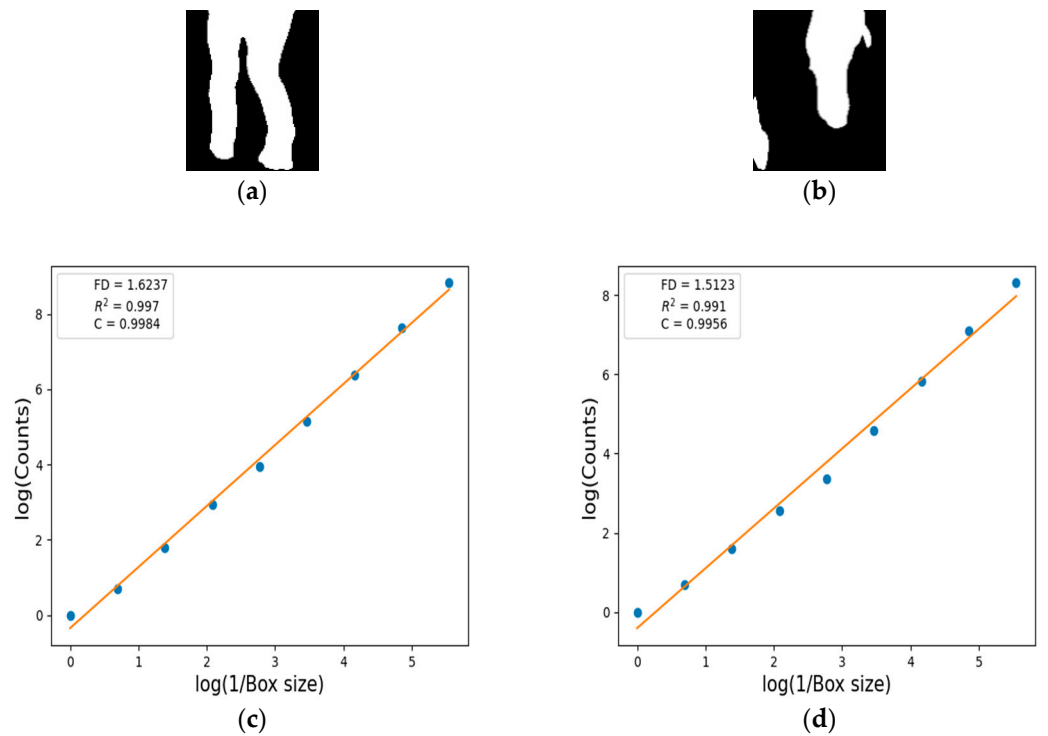 (a)
(b)
FD = 1.6237
R² = 0.997
C = 0.9984
log(Counts)
8
6
4
2
0
0 1 2 3 4 5
log(1/Box size)
(c)
FD = 1.5123
R² = 0.991
C = 0.9956
log(Counts)
8
6
4
2
0
0 1 2 3 4 5
log(1/Box size)
(d)